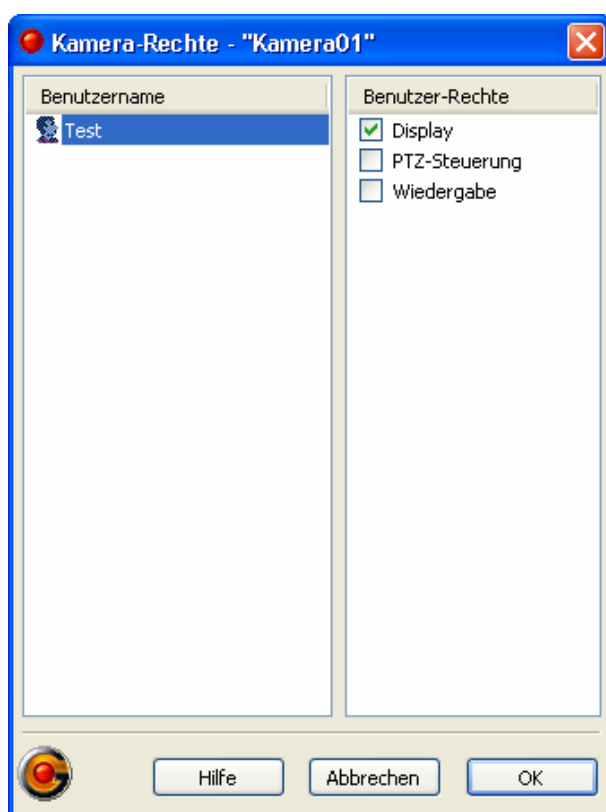 Kamera-Rechte - "Kamera01"
Benutzername
Test
Benutzer-Rechte
Display
PTZ-Steuerung
Wiedergabe
Hilfe
Abbrechen
OK